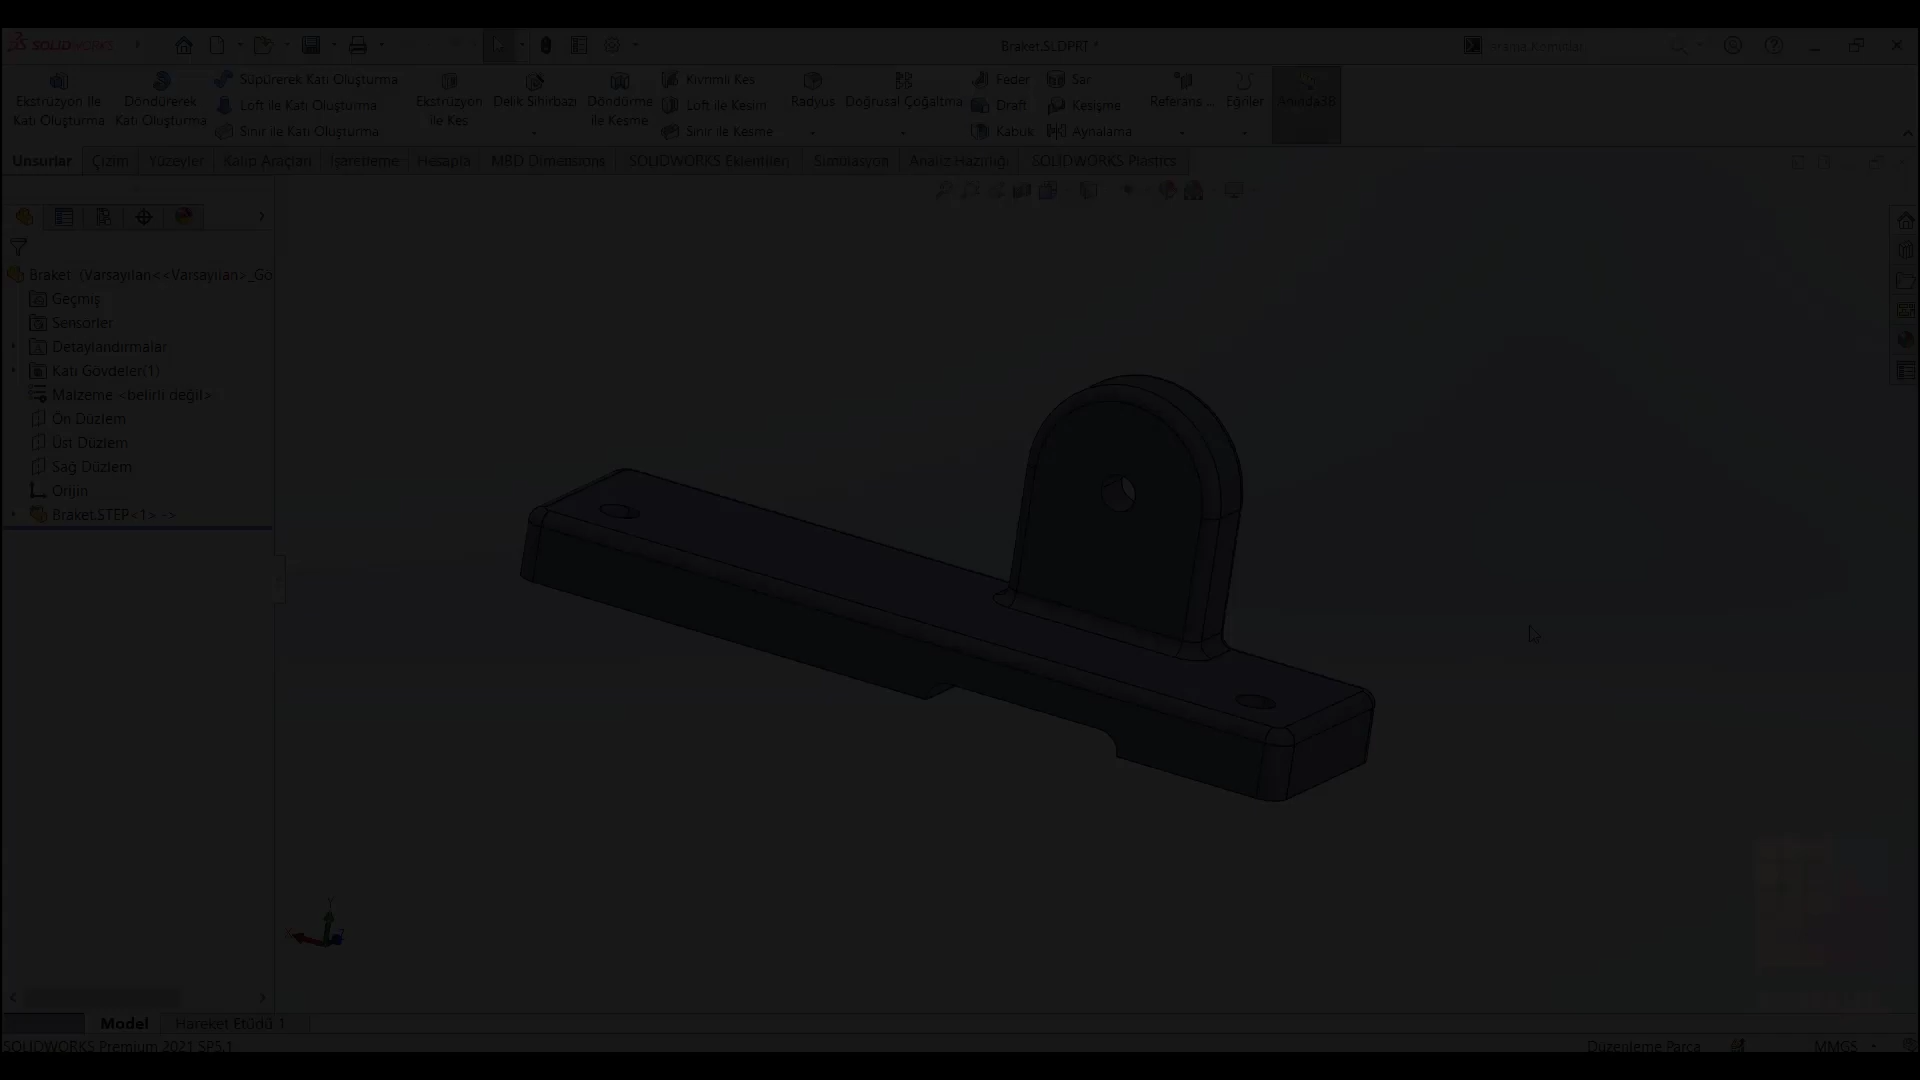 SOLIDWORKS
Braket.SLDPRT *
Arama Komutlar
Ekstrüzyon ile Katı Oluşturma
Döndürerek Katı Oluşturma
Süpürerek Katı Oluşturma
Loft ile Katı Oluşturma
Sınır ile Katı Oluşturma
Ekstrüzyon ile Kes
Delik Sihirbazı
Döndürme ile Kesme
Kıvrımlı Kes
Loft ile Kesim
Sınır ile Kesme
Radyus
Doğrusal Çoğaltma
Feder
Draft
Kabuk
Sar
Kesişme
Aynalama
Referans ...
Eğriler
Anında3B
Unsurlar
Çizim
Yüzeyler
Kalıp Araçları
İşaretleme
Hesapla
MBD Dimensions
SOLIDWORKS Eklentileri
Simulasyon
Analiz Hazırlığı
SOLIDWORKS Plastics
Braket (Varsayılan<<Varsayılan>_Gö
Geçmiş
Sensörler
Detaylandırmalar
Katı Gövdeler(1)
Malzeme <belirli değil>
Ön Düzlem
Üst Düzlem
Sağ Düzlem
Orijin
Braket.STEP<1> ->
Y
X
Z
Model
Hareket Etüdü 1
SOLIDWORKS Premium 2021 SP5.1
Düzenleme Parça
MMGS